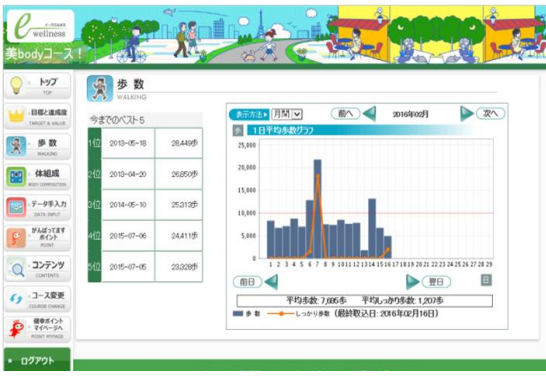 e-wellness
美bodyコース！
トップ
TOP
目標と達成度
TARGET & VALUE
歩 数
WALKING
体組成
BODY COMPOSITION
データ手入力
DATA INPUT
がんばってます
ポイント
POINT
コンテンツ
CONTENTS
コース変更
COURSE CHANGE
健幸ポイント
マイページへ
POINT MYPAGE
ログアウト
歩 数
WALKING
今までのベスト5
1位 2013-05-18 28,449歩
2位 2013-04-20 26,850歩
3位 2014-05-10 25,313歩
4位 2015-07-06 24,411歩
5位 2015-07-05 23,328歩
表示方法 月間 前へ 2016年02月 次へ
歩 1日平均歩数グラフ
25,000
20,000
15,000
10,000
5,000
0
1 2 3 4 5 6 7 8 9 10 11 12 13 14 15 16 17 18 19 20 21 22 23 24 25 26 27 28 29
前日 翌日 日
平均歩数: 7,685歩 平均しっかり歩数: 1,207歩
歩 数 しっかり歩数 (最終取込日: 2016年02月16日)